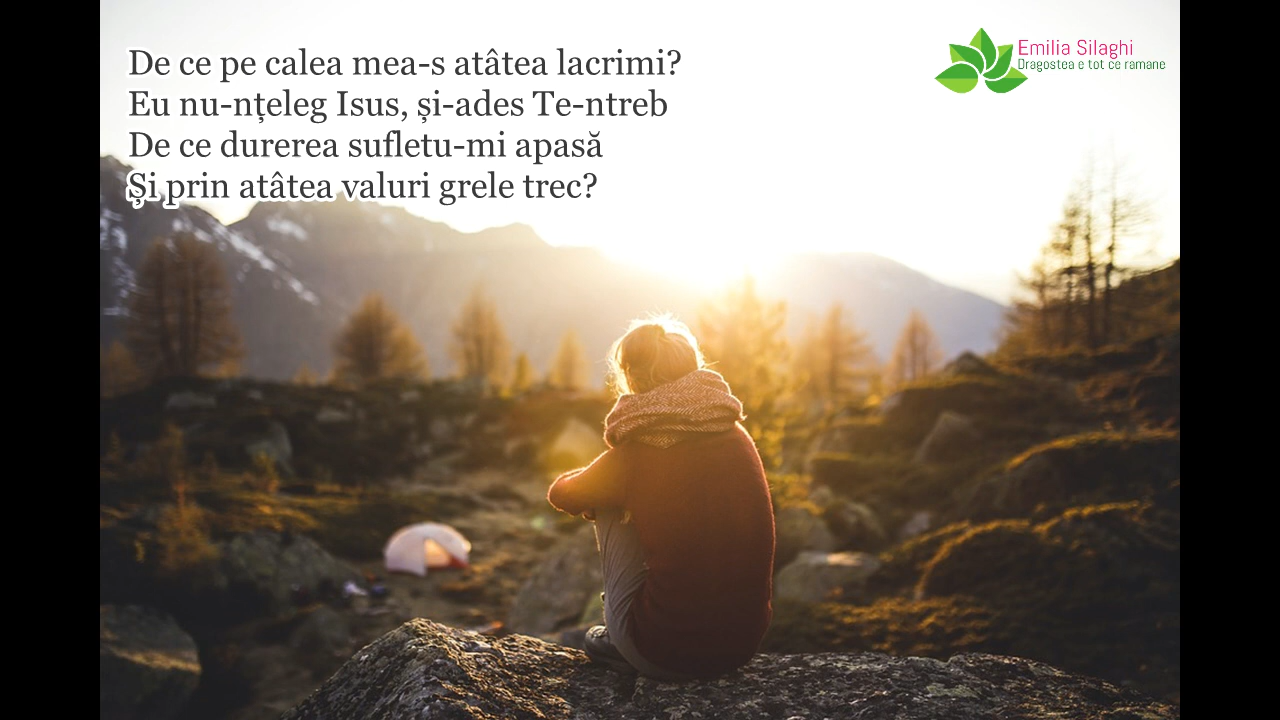 De ce pe calea mea-s atâtea lacrimi?
Eu nu-nțeleg Isus, și-ades Te-ntreb
De ce durerea sufletu-mi apasă
Și prin atâtea valuri grele trec?
Emilia Silaghi
Dragostea e tot ce ramane